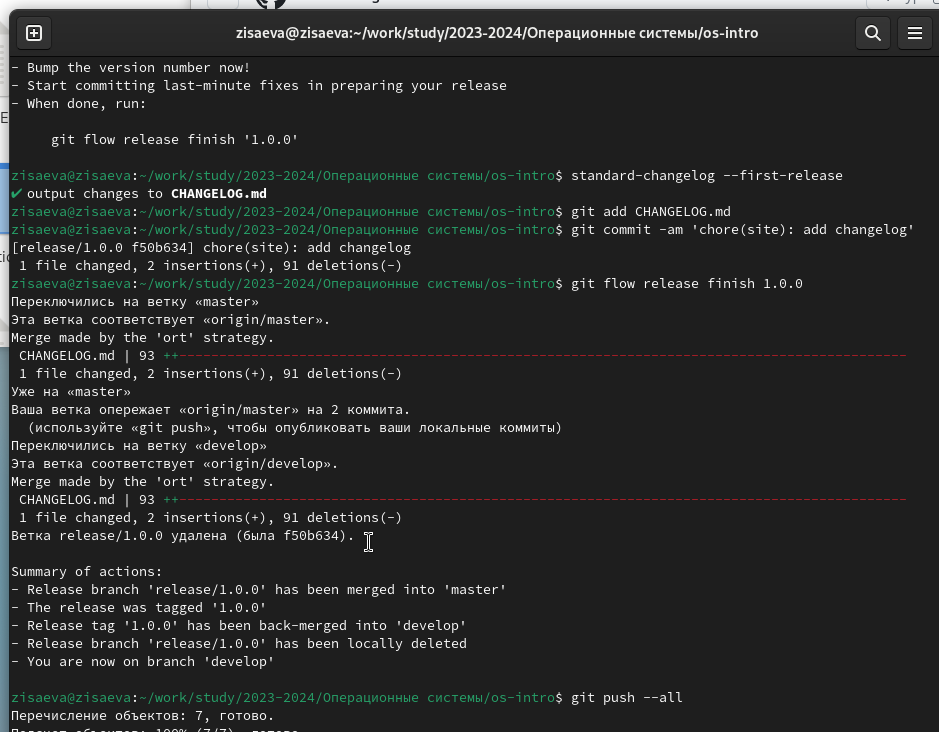 zisaeva@zisaeva:~/work/study/2023-2024/Операционные системы/os-intro
- Bump the version number now!
- Start committing last-minute fixes in preparing your release
- When done, run:
git flow release finish '1.0.0'
zisaeva@zisaeva:~/work/study/2023-2024/Операционные системы/os-intro$ standard-changelog --first-release
✔ output changes to CHANGELOG.md
zisaeva@zisaeva:~/work/study/2023-2024/Операционные системы/os-intro$ git add CHANGELOG.md
zisaeva@zisaeva:~/work/study/2023-2024/Операционные системы/os-intro$ git commit -am 'chore(site): add changelog'
[release/1.0.0 f50b634] chore(site): add changelog
1 file changed, 2 insertions(+), 91 deletions(-)
zisaeva@zisaeva:~/work/study/2023-2024/Операционные системы/os-intro$ git flow release finish 1.0.0
Переключились на ветку «master»
Эта ветка соответствует «origin/master».
Merge made by the 'ort' strategy.
CHANGELOG.md | 93 ++-------------------------------------------------------------------------------------------
1 file changed, 2 insertions(+), 91 deletions(-)
Уже на «master»
Ваша ветка опережает «origin/master» на 2 коммита.
(используйте «git push», чтобы опубликовать ваши локальные коммиты)
Переключились на ветку «develop»
Эта ветка соответствует «origin/develop».
Merge made by the 'ort' strategy.
CHANGELOG.md | 93 ++-------------------------------------------------------------------------------------------
1 file changed, 2 insertions(+), 91 deletions(-)
Ветка release/1.0.0 удалена (была f50b634).
Summary of actions:
- Release branch 'release/1.0.0' has been merged into 'master'
- The release was tagged '1.0.0'
- Release tag '1.0.0' has been back-merged into 'develop'
- Release branch 'release/1.0.0' has been locally deleted
- You are now on branch 'develop'
zisaeva@zisaeva:~/work/study/2023-2024/Операционные системы/os-intro$ git push --all
Перечисление объектов: 7, готово.